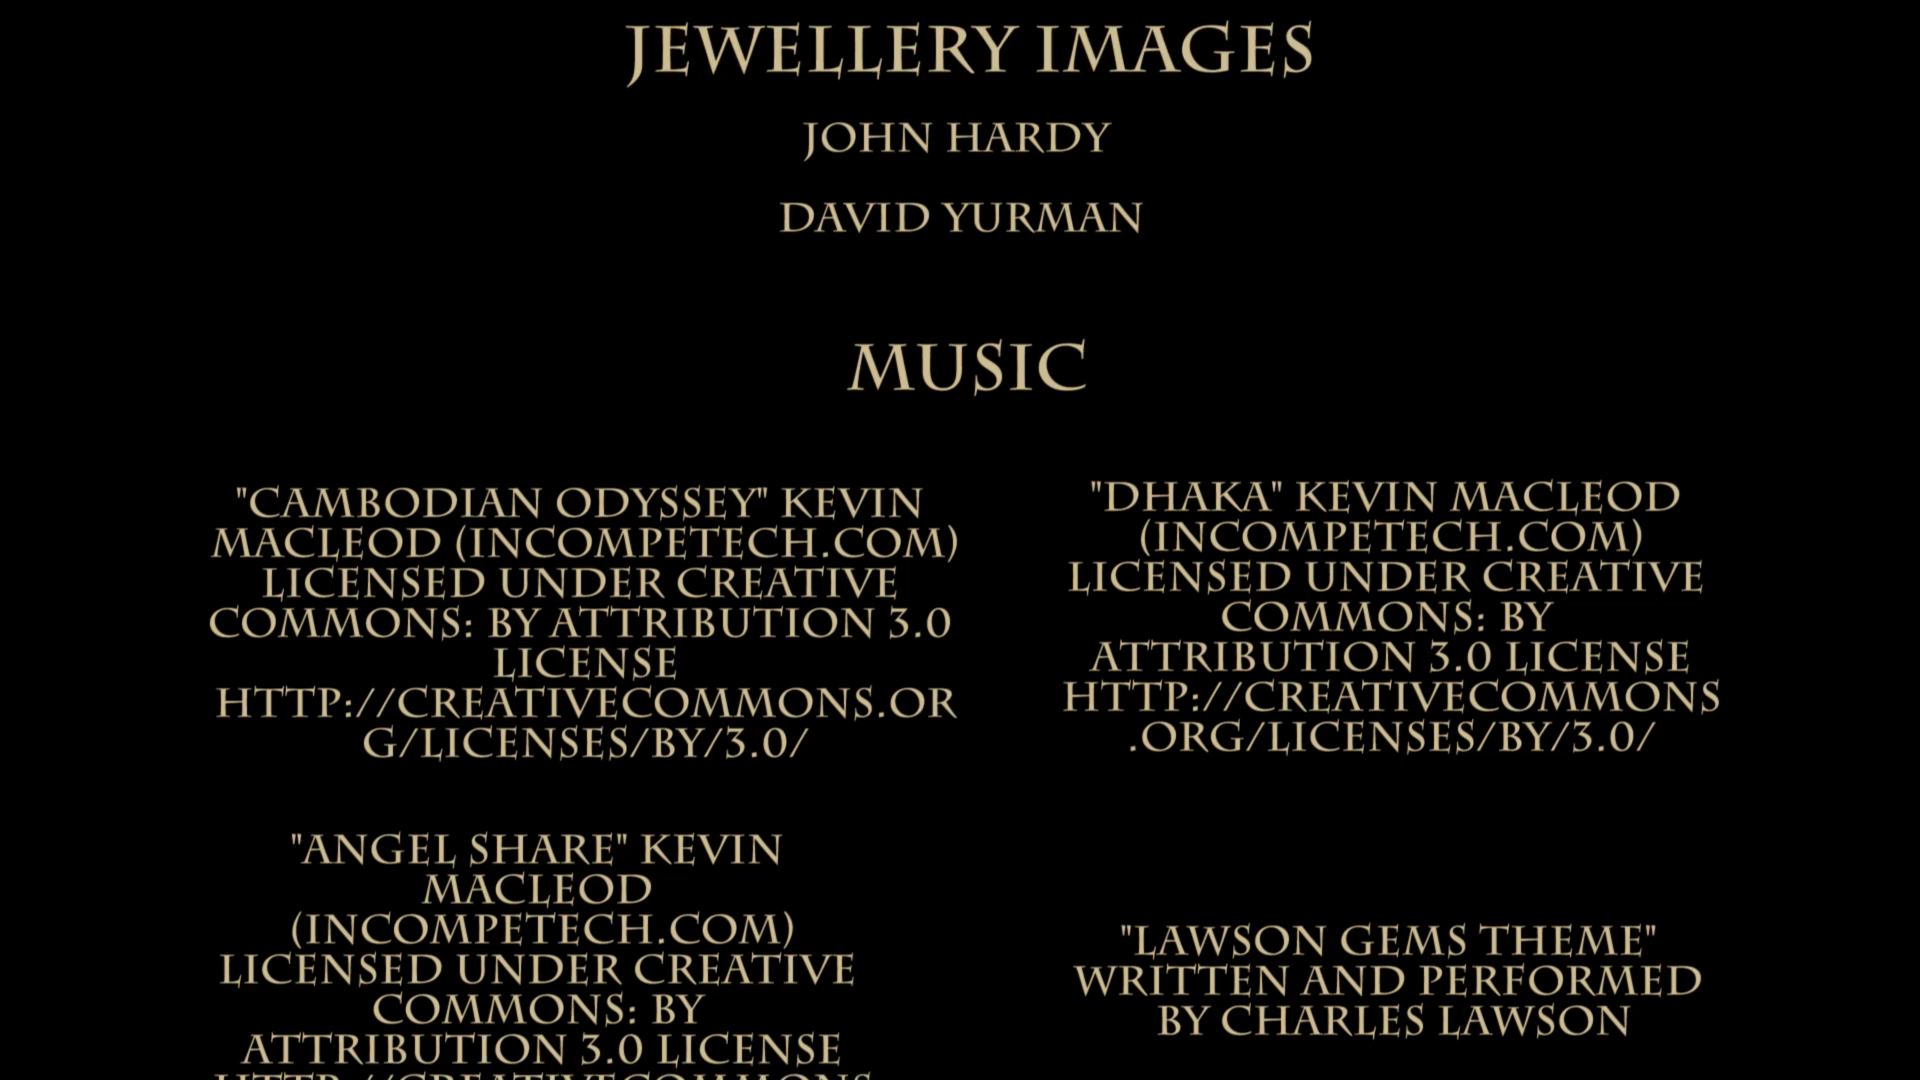 JEWELLERY IMAGES
JOHN HARDY
DAVID YURMAN
MUSIC
"CAMBODIAN ODYSSEY" KEVIN
MACLEOD (INCOMPETECH.COM)
LICENSED UNDER CREATIVE
COMMONS: BY ATTRIBUTION 3.0
LICENSE
HTTP://CREATIVECOMMONS.OR
G/LICENSES/BY/3.0/
"DHAKA" KEVIN MACLEOD
(INCOMPETECH.COM)
LICENSED UNDER CREATIVE
COMMONS: BY
ATTRIBUTION 3.0 LICENSE
HTTP://CREATIVECOMMONS
.ORG/LICENSES/BY/3.0/
"ANGEL SHARE" KEVIN
MACLEOD
(INCOMPETECH.COM)
LICENSED UNDER CREATIVE
COMMONS: BY
ATTRIBUTION 3.0 LICENSE
HTTP://CREATIVECOMMONS
"LAWSON GEMS THEME"
WRITTEN AND PERFORMED
BY CHARLES LAWSON